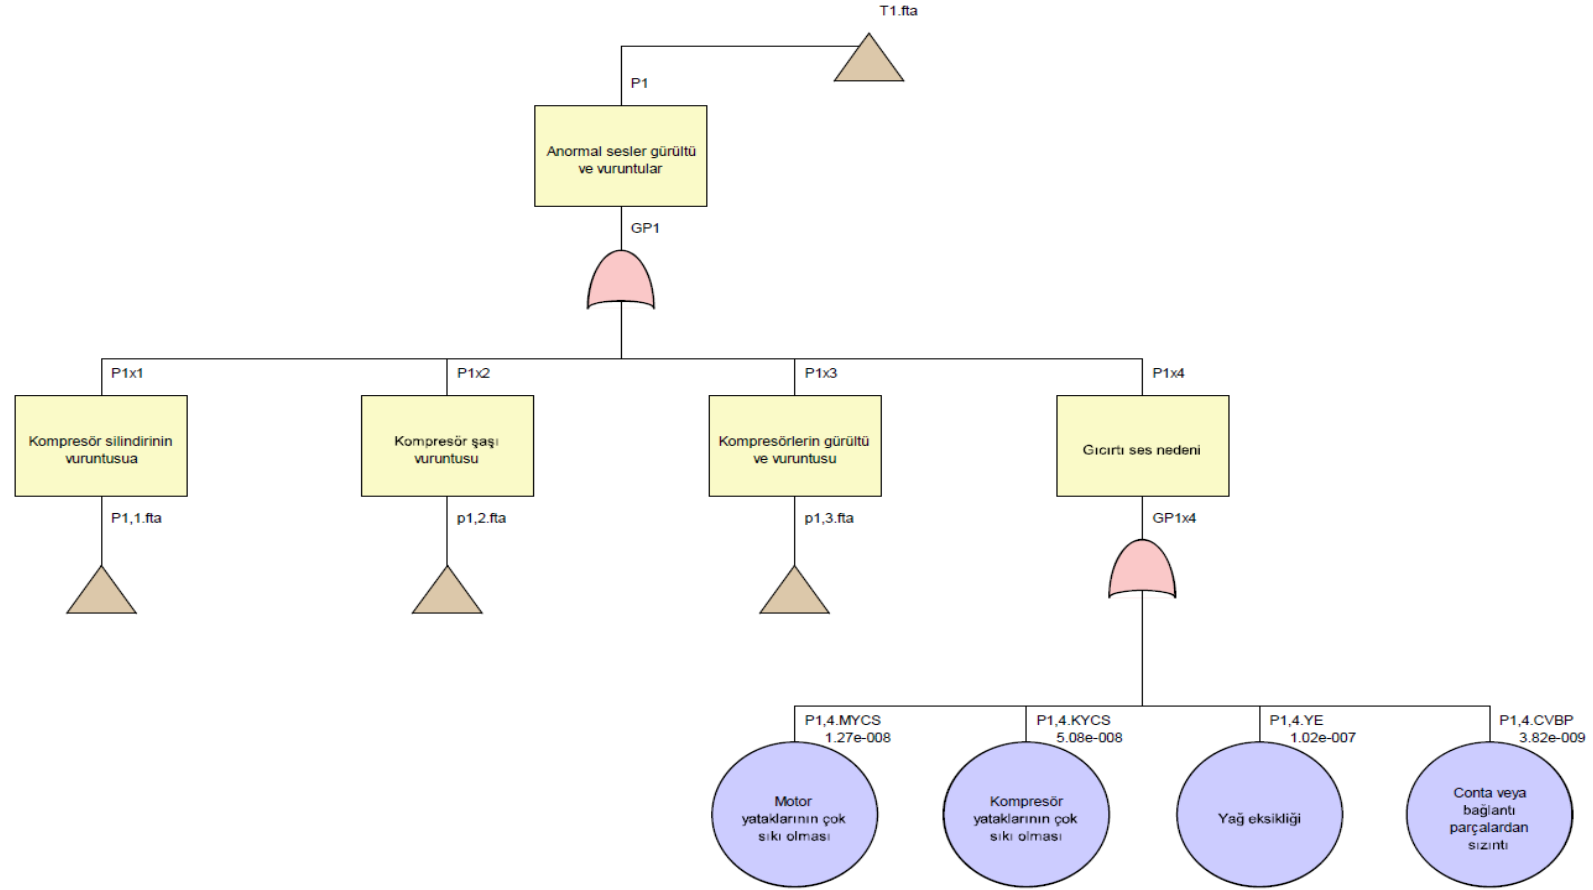 T1.fta
P1
Anormal sesler gürültü
ve vuruntular
GP1
P1x1
P1x2
P1x3
P1x4
Kompresör silindirinin
vuruntusua
Kompresör şaşı
vuruntusu
Kompresörlerin gürültü
ve vuruntusu
Gıcırtı ses nedeni
P1,1.fta
p1,2.fta
p1,3.fta
GP1x4
P1,4.MYCS
1.27e-008
P1,4.KYCS
5.08e-008
P1,4.YE
1.02e-007
P1,4.CVBP
3.82e-009
Motor
yataklarının çok
sıkı olması
Kompresör
yataklarının çok
sıkı olması
Yağ eksikliği
Conta veya
bağlantı
parçalardan
sızıntı